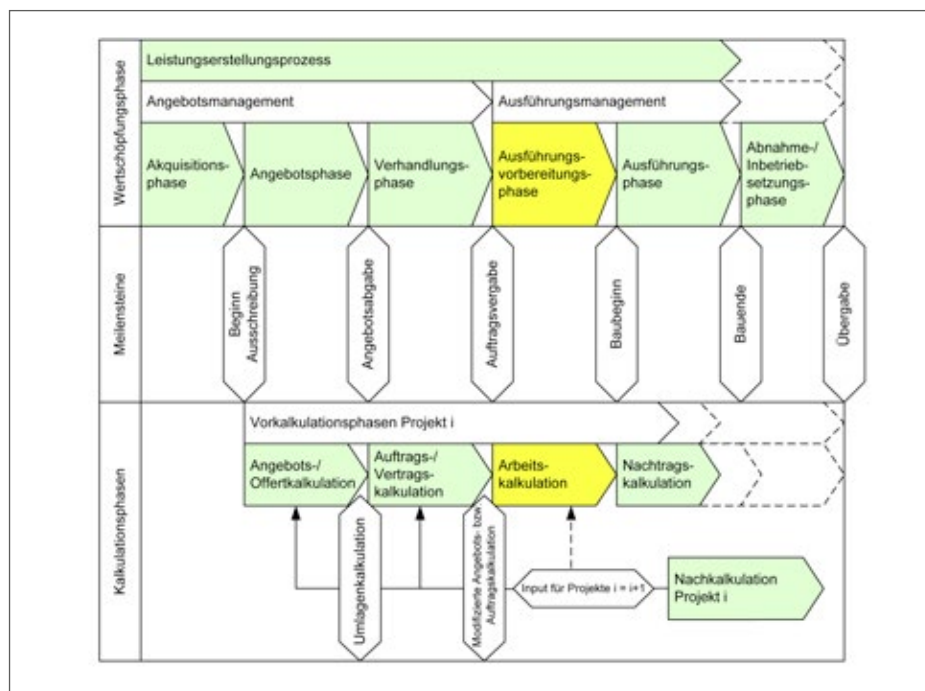 Wertschöpfungsphase
Leistungserstellungsprozess
Angebotsmanagement
Ausführungsmanagement
Akquisitions-
phase
Angebotsphase
Verhandlungs-
phase
Ausführungs-
vorbereitungs-
phase
Ausführungs-
phase
Abnahme-/
Inbetrieb-
setzungs-
phase
Meilensteine
Beginn
Ausschreibung
Angebotsabgabe
Auftragsvergabe
Baubeginn
Bauende
Übergabe
Kalkulationsphasen
Vorkalkulationsphasen Projekt i
Angebots-/
Offertkalkulation
Auftrags-/
Vertrags-
kalkulation
Arbeits-
kalkulation
Nachtrags-
kalkulation
Umlagenkalkulation
Modifizierte Angebots- bzw.
Auftragskalkulation
Input für Projekte i = i+1
Nachkalkulation
Projekt i